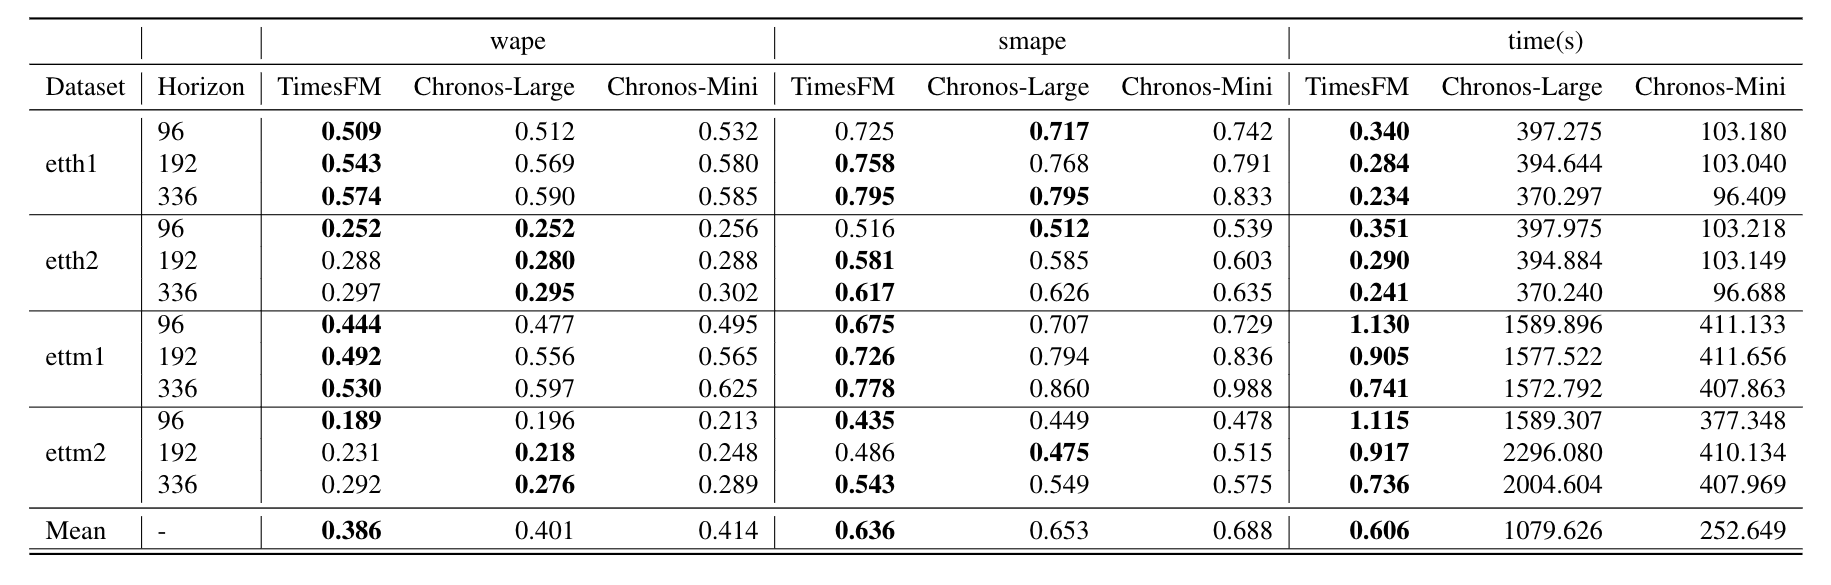 wape smape time(s)
Dataset Horizon TimesFM Chronos-Large Chronos-Mini TimesFM Chronos-Large Chronos-Mini TimesFM Chronos-Large Chronos-Mini
96 0.509 0.512 0.532 0.725 0.717 0.742 0.340 397.275 103.180
etth1 192 0.543 0.569 0.580 0.758 0.768 0.791 0.284 394.644 103.040
336 0.574 0.590 0.585 0.795 0.795 0.833 0.234 370.297 96.409
96 0.252 0.252 0.256 0.516 0.512 0.539 0.351 397.975 103.218
etth2 192 0.288 0.280 0.288 0.581 0.585 0.603 0.290 394.884 103.149
336 0.297 0.295 0.302 0.617 0.626 0.635 0.241 370.240 96.688
96 0.444 0.477 0.495 0.675 0.707 0.729 1.130 1589.896 411.133
ettm1 192 0.492 0.556 0.565 0.726 0.794 0.836 0.905 1577.522 411.656
336 0.530 0.597 0.625 0.778 0.860 0.988 0.741 1572.792 407.863
96 0.189 0.196 0.213 0.435 0.449 0.478 1.115 1589.307 377.348
ettm2 192 0.231 0.218 0.248 0.486 0.475 0.515 0.917 2296.080 410.134
336 0.292 0.276 0.289 0.543 0.549 0.575 0.736 2004.604 407.969
Mean - 0.386 0.401 0.414 0.636 0.653 0.688 0.606 1079.626 252.649